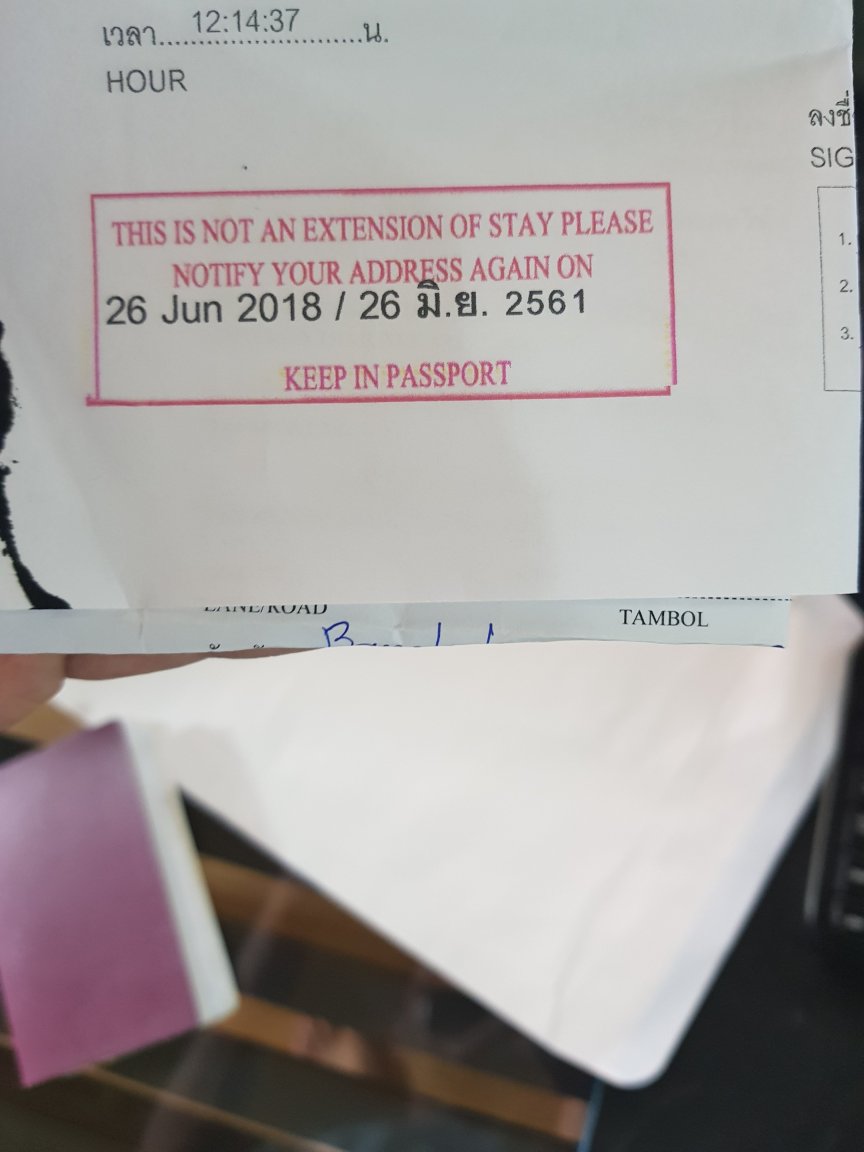 เวลา....12:14:37....น.
HOUR
ลงชื่
SIG
THIS IS NOT AN EXTENSION OF STAY PLEASE
NOTIFY YOUR ADDRESS AGAIN ON
26 Jun 2018 / 26 มิ.ย. 2561
KEEP IN PASSPORT
1.
2.
3.
LANE/ROAD
TAMBOL